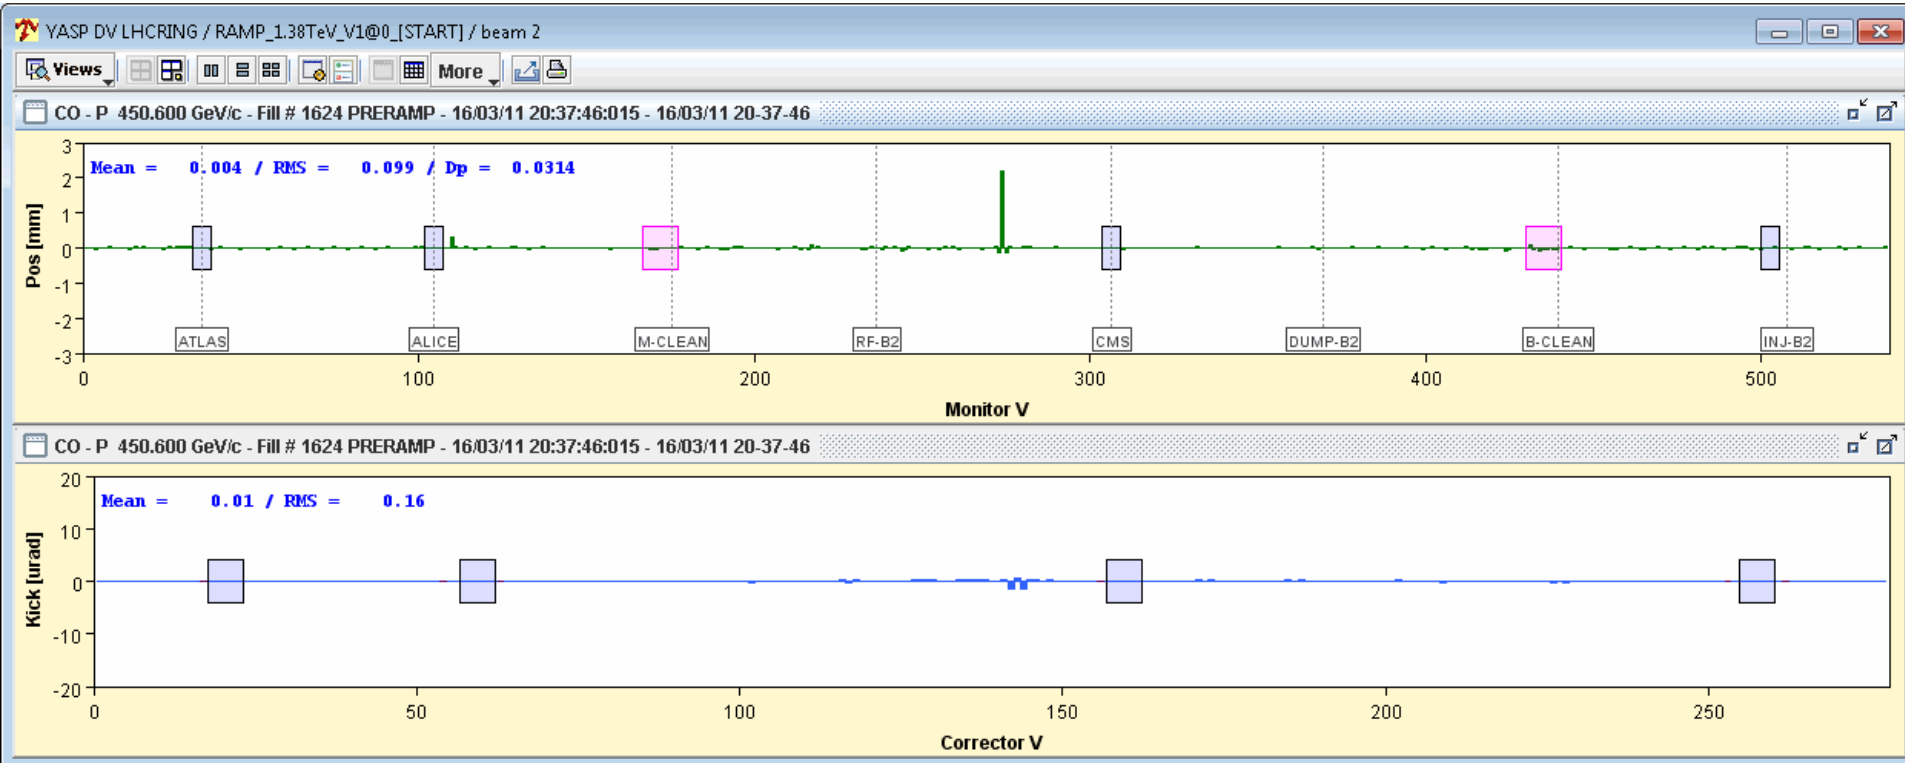 YASP DV LHCRING / RAMP_1.38TeV_V1@0_[START] / beam 2
Views More
CO - P 450.600 GeV/c - Fill # 1624 PRERAMP - 16/03/11 20:37:46:015 - 16/03/11 20-37-46
Mean = 0.004 / RMS = 0.099 / Dp = 0.0314
Pos [mm]
3
2
1
0
-1
-2
-3
ATLAS ALICE M-CLEAN RF-B2 CMS DUMP-B2 B-CLEAN INJ-B2
0 100 200 300 400 500
Monitor V
CO - P 450.600 GeV/c - Fill # 1624 PRERAMP - 16/03/11 20:37:46:015 - 16/03/11 20-37-46
Mean = 0.01 / RMS = 0.16
Kick [urad]
20
10
0
-10
-20
0 50 100 150 200 250
Corrector V